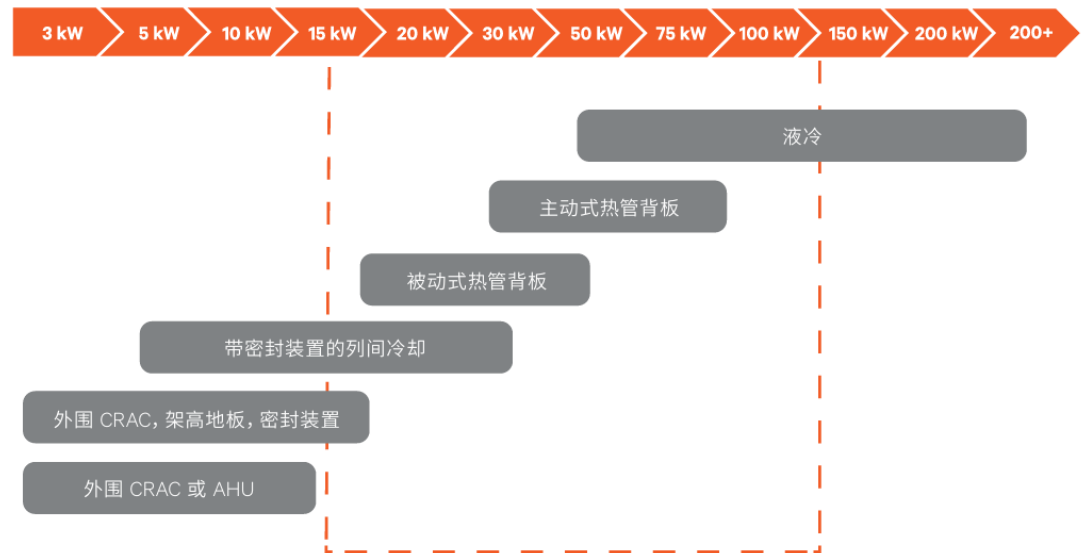 3 kW 5 kW 10 kW 15 kW 20 kW 30 kW 50 kW 75 kW 100 kW 150 kW 200 kW 200+
液冷
主动式热管背板
被动式热管背板
带密封装置的列间冷却
外围 CRAC，架高地板，密封装置
外围 CRAC 或 AHU